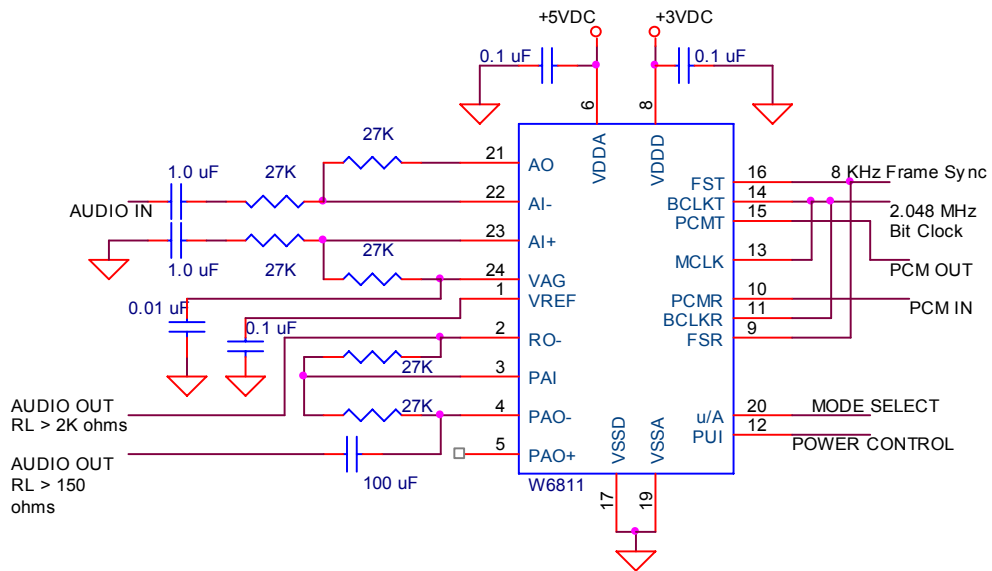 +5VDC
+3VDC
0.1 uF
0.1 uF
6
8
VDDA
VDDD
27K
21
AO
1.0 uF
27K
22
AI-
AUDIO IN
23
AI+
27K
1.0 uF
27K
24
VAG
1
VREF
0.01 uF
0.1 uF
2
RO-
27K
3
PAI
27K
4
PAO-
AUDIO OUT
RL > 2K ohms
5
PAO+
AUDIO OUT
RL > 150
ohms
100 uF
W6811
VSSD
VSSA
17
19
16
FST
8 KHz Frame Sync
14
BCLKT
2.048 MHz
Bit Clock
15
PCMT
13
MCLK
PCM OUT
10
PCMR
PCM IN
11
BCLKR
9
FSR
20
u/A
MODE SELECT
12
PUI
POWER CONTROL